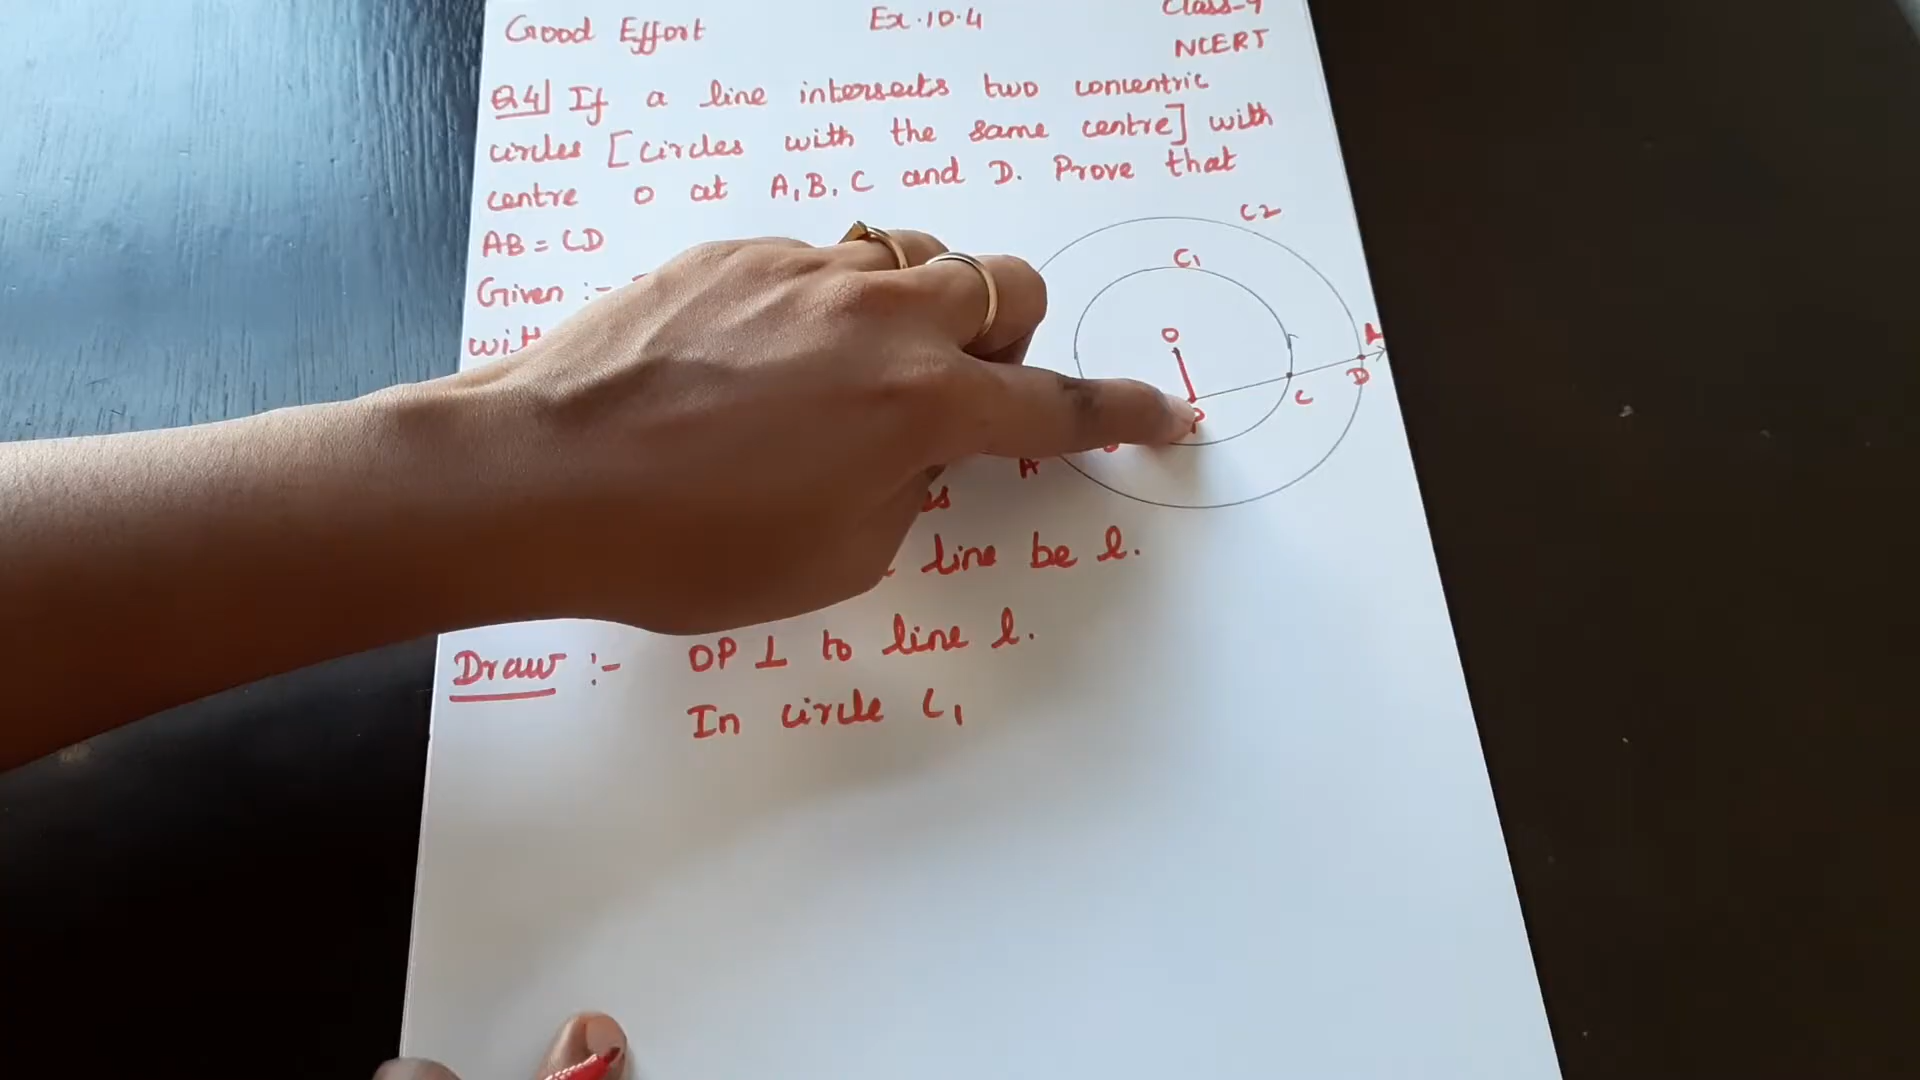 Good Effort
Ex.10.4
Class-9
NCERT
Q4| If a line intersects two concentric
circles [circles with the same centre] with
centre O at A, B, C and D. Prove that
AB = CD
Given :-
C2
C1
O
P
C
D
A
line be l.
Draw :- OP ⊥ to line l.
In circle C1